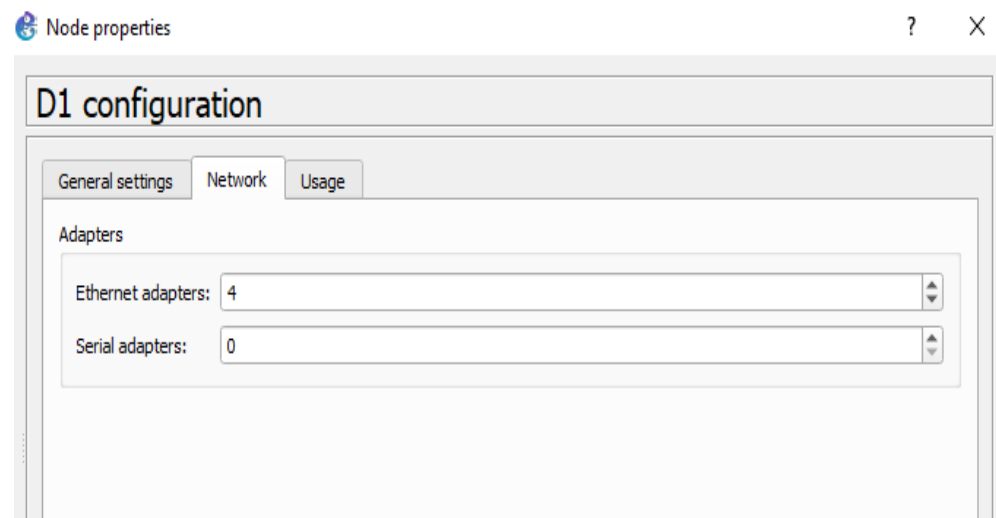 Node properties ?
D1 configuration
General settings Network Usage
Adapters
Ethernet adapters: 4
Serial adapters: 0